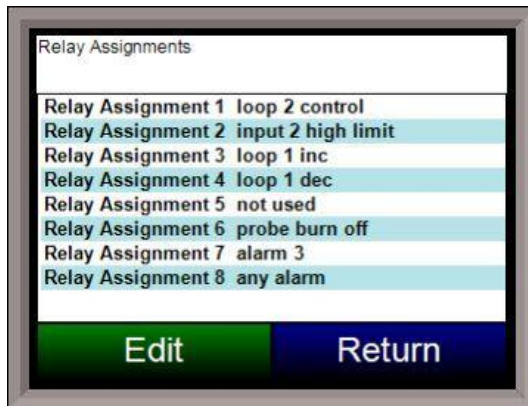 Relay Assignments
Relay Assignment 1 loop 2 control
Relay Assignment 2 input 2 high limit
Relay Assignment 3 loop 1 inc
Relay Assignment 4 loop 1 dec
Relay Assignment 5 not used
Relay Assignment 6 probe burn off
Relay Assignment 7 alarm 3
Relay Assignment 8 any alarm
Edit Return